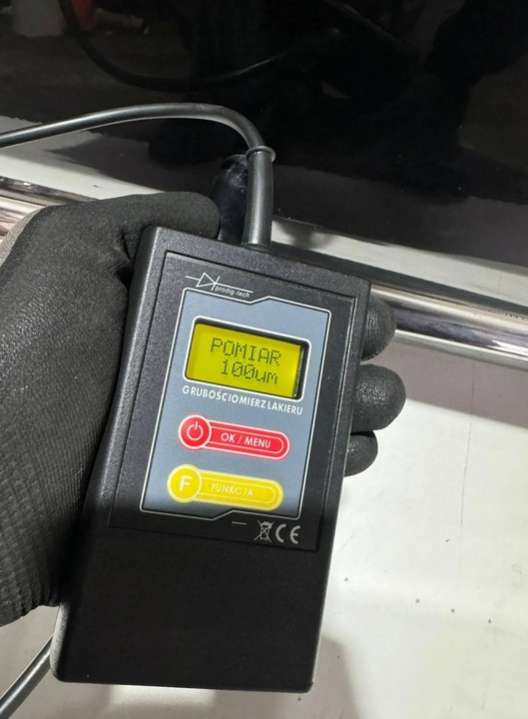 prodig-tech
POMIAR
100um
GRUBOŚCIOMIERZ LAKIERU
OK / MENU
F FUNKCJA
CE